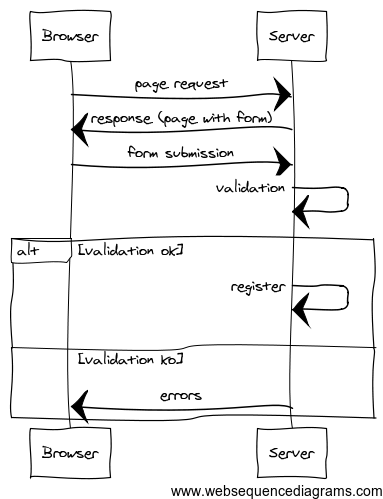 Browser
Server
page request
response (page with form)
form submission
validation
alt
[validation ok]
register
[validation ko]
errors
Browser
Server
www.websequencediagrams.com